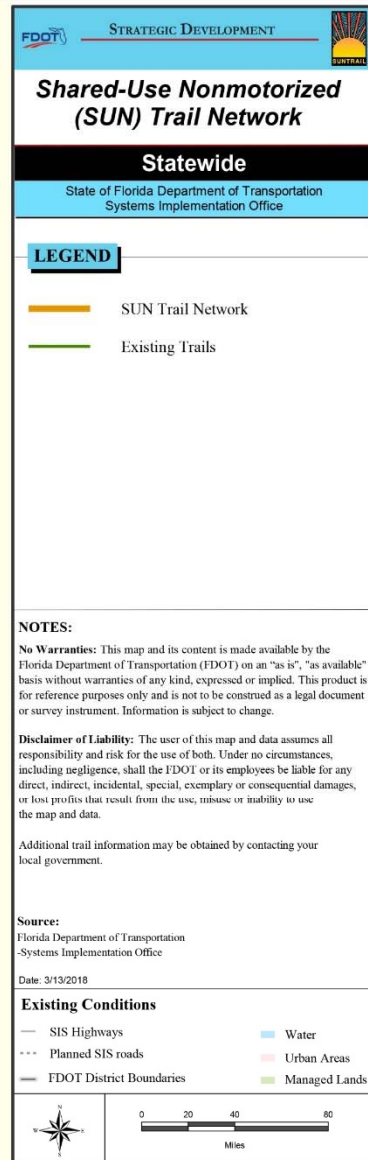 FDOT
STRATEGIC DEVELOPMENT
SUNTRAIL
Shared-Use Nonmotorized
(SUN) Trail Network
Statewide
State of Florida Department of Transportation
Systems Implementation Office
LEGEND
SUN Trail Network
Existing Trails
NOTES:
No Warranties: This map and its content is made available by the
Florida Department of Transportation (FDOT) on an "as is", "as available"
basis without warranties of any kind, expressed or implied. This product is
for reference purposes only and is not to be construed as a legal document
or survey instrument. Information is subject to change.
Disclaimer of Liability: The user of this map and data assumes all
responsibility and risk for the use of both. Under no circumstances,
including negligence, shall the FDOT or its employees be liable for any
direct, indirect, incidental, special, exemplary or consequential damages,
or lost profits that result from the use, misuse or inability to use
the map and data.
Additional trail information may be obtained by contacting your
local government.
Source:
Florida Department of Transportation
-Systems Implementation Office
Date: 3/13/2018
Existing Conditions
SIS Highways
Planned SIS roads
FDOT District Boundaries
Water
Urban Areas
Managed Lands
N
W E
S
0 20 40 80
Miles